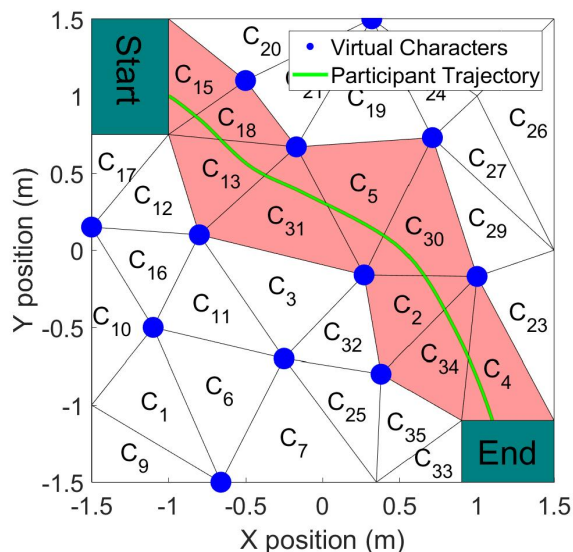 1.5
1
0.5
0
-0.5
-1
-1.5
Y position (m)
-1.5 -1 -0.5 0 0.5 1 1.5
X position (m)
Virtual Characters
Participant Trajectory
Start
End
C20
C15
C21
C19
24
C26
C18
C17
C13
C5
C27
C12
C31
C30
C29
C16
C3
C10
C11
C2
C23
C32
C34
C4
C1
C6
C25
C35
C9
C7
C33